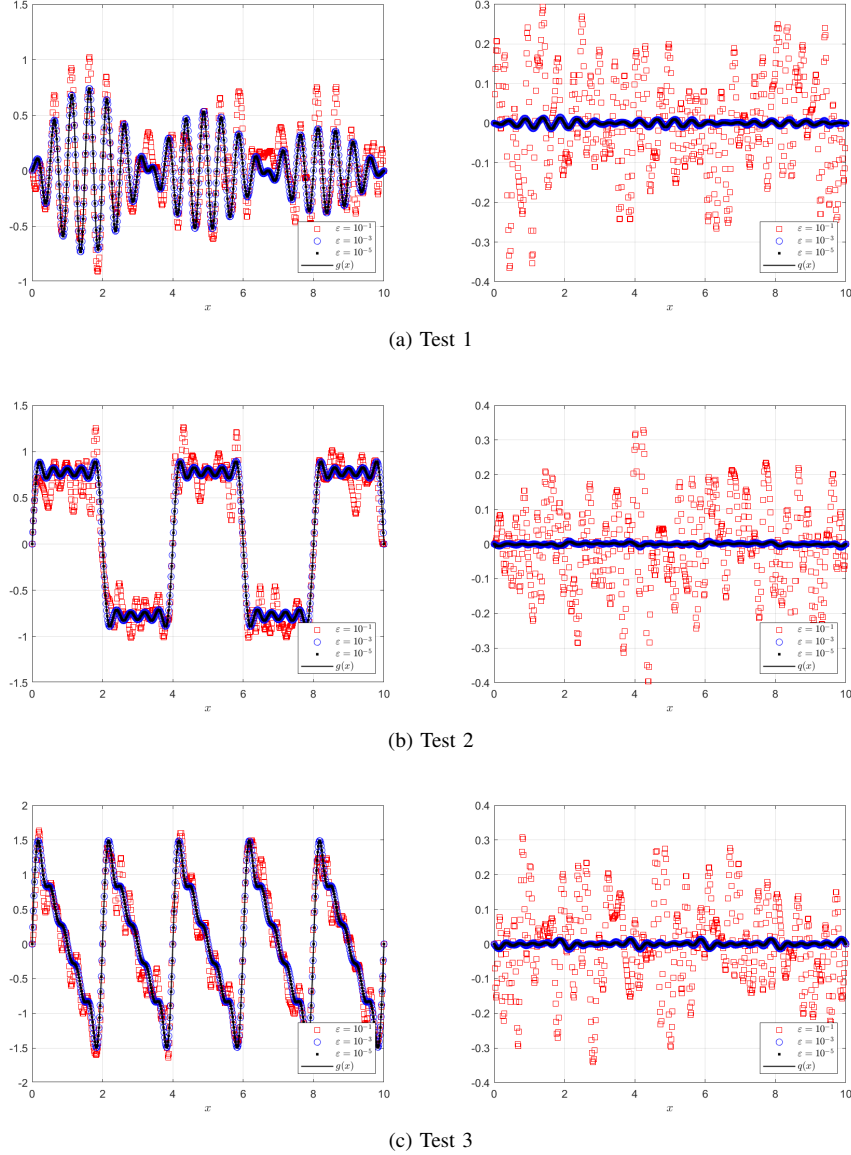 1.5
1
0.5
0
-0.5
-1
0 2 4 6 8 10
x
ε = 10⁻¹
ε = 10⁻³
ε = 10⁻⁵
g(x)
0.3
0.2
0.1
0
-0.1
-0.2
-0.3
-0.4
0 2 4 6 8 10
x
ε = 10⁻¹
ε = 10⁻³
ε = 10⁻⁵
q(x)
(a) Test 1
1.5
1
0.5
0
-0.5
-1
-1.5
0 2 4 6 8 10
x
ε = 10⁻¹
ε = 10⁻³
ε = 10⁻⁵
g(x)
0.4
0.3
0.2
0.1
0
-0.1
-0.2
-0.3
-0.4
0 2 4 6 8 10
x
ε = 10⁻¹
ε = 10⁻³
ε = 10⁻⁵
q(x)
(b) Test 2
2
1.5
1
0.5
0
-0.5
-1
-1.5
-2
0 2 4 6 8 10
x
ε = 10⁻¹
ε = 10⁻³
ε = 10⁻⁵
g(x)
0.4
0.3
0.2
0.1
0
-0.1
-0.2
-0.3
-0.4
0 2 4 6 8 10
x
ε = 10⁻¹
ε = 10⁻³
ε = 10⁻⁵
q(x)
(c) Test 3